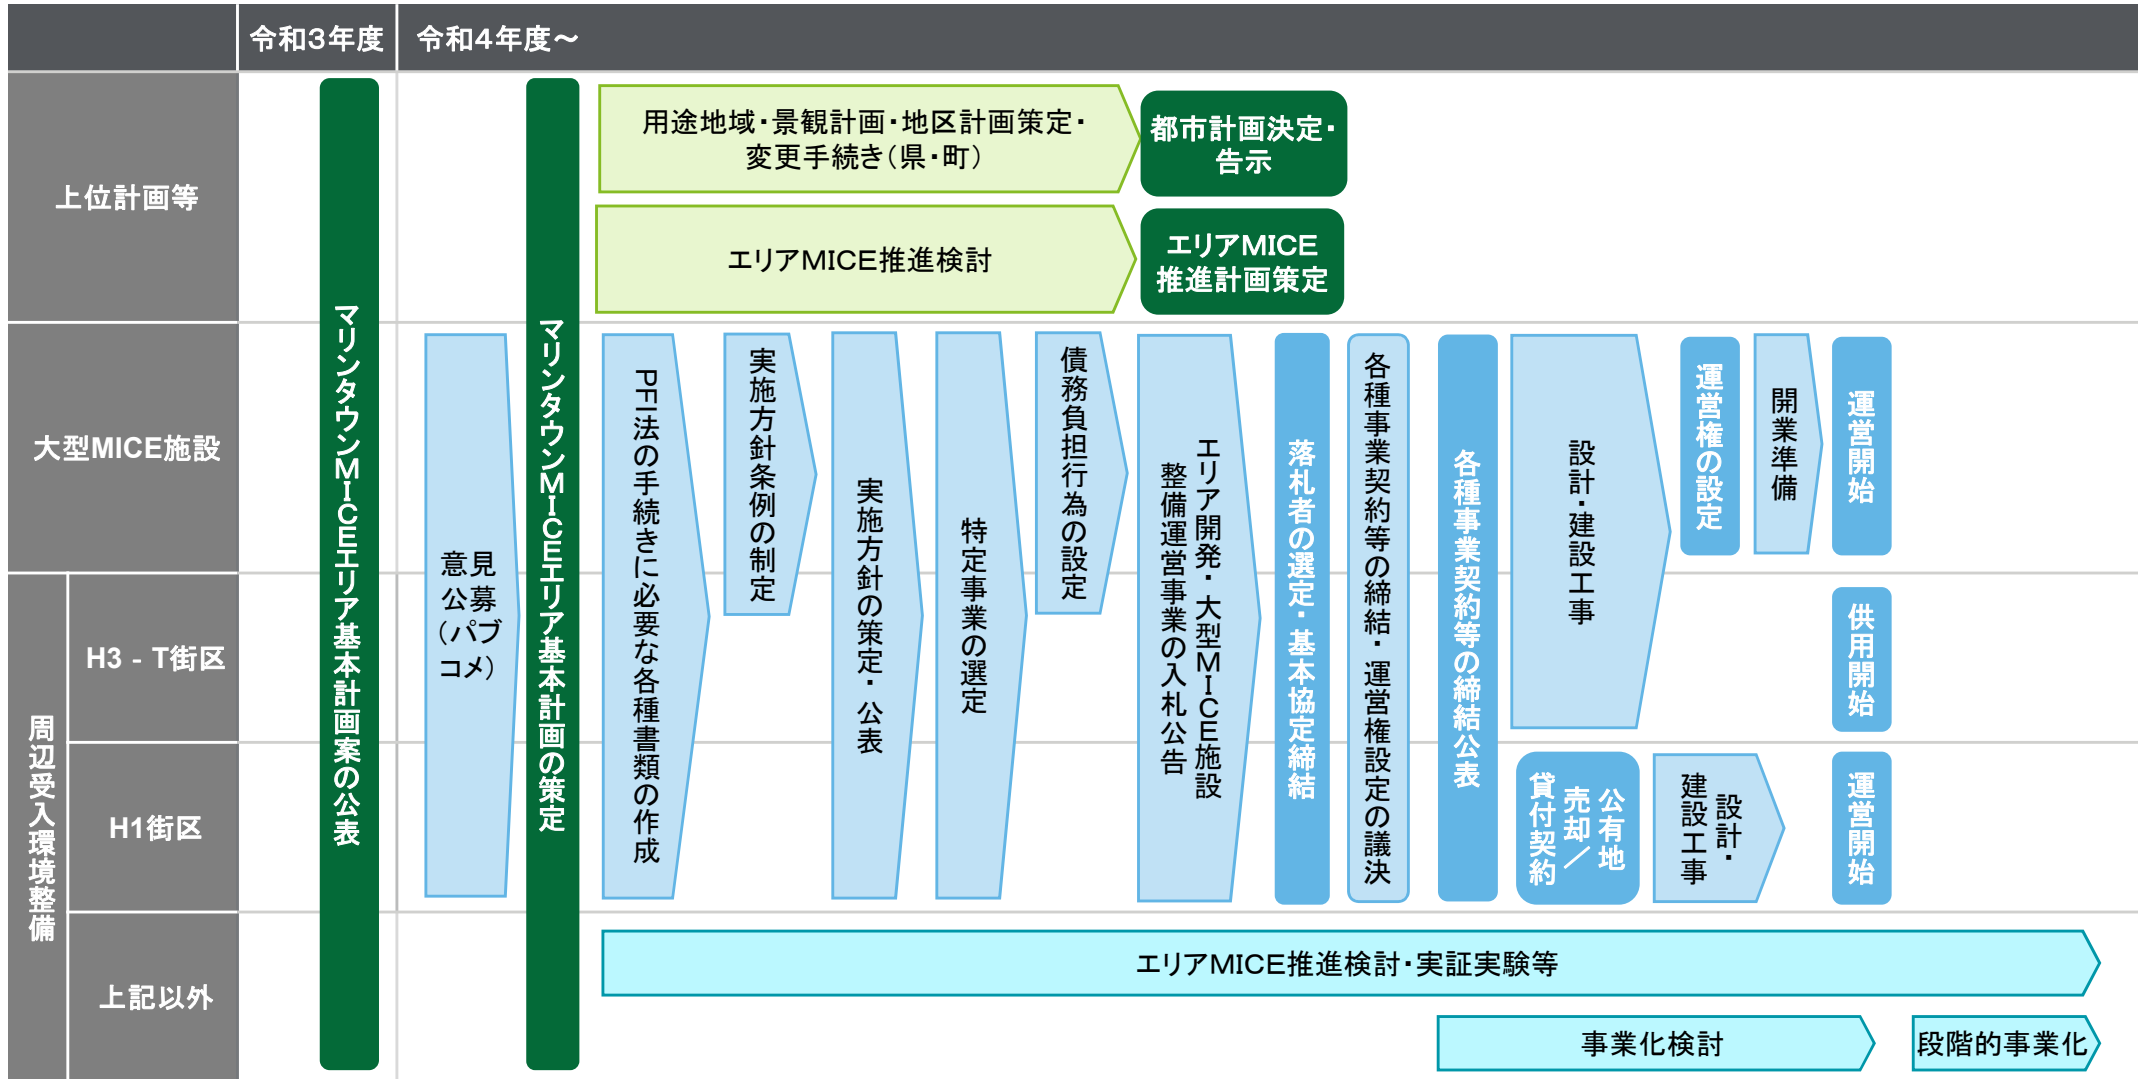 令和3年度
令和4年度～
上位計画等
大型MICE施設
周辺受入環境整備
H3 - T街区
H1街区
上記以外
マリンタウンMICEエリア基本計画案の公表
マリンタウンMICEエリア基本計画の策定
用途地域・景観計画・地区計画策定・
変更手続き（県・町）
都市計画決定・
告示
エリアMICE推進検討
エリアMICE
推進計画策定
意見
公募
（パブ
コメ）
PFI法の手続きに必要な各種書類の作成
実施方針条例の制定
実施方針の策定・公表
特定事業の選定
債務負担行為の設定
エリア開発・大型MICE施設
整備運営事業の入札公告
落札者の選定・基本協定締結
各種事業契約等の締結・運営権設定の議決
各種事業契約等の締結公表
設計・建設工事
運営権の設定
開業準備
運営開始
供用開始
公有地
売却／
貸付契約
設計・
建設工事
運営開始
エリアMICE推進検討・実証実験等
事業化検討
段階的事業化